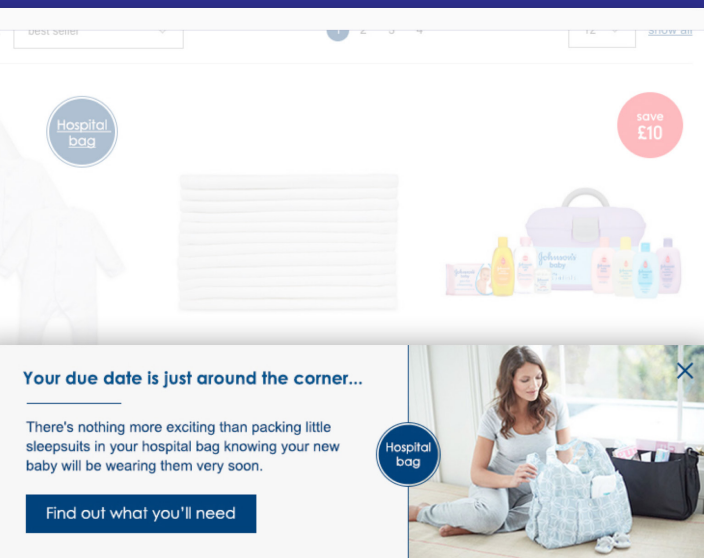 best seller
1 2 3 4
12
show all
Hospital
bag
save
£10
Johnson's
baby
Your due date is just around the corner...
There's nothing more exciting than packing little
sleepsuits in your hospital bag knowing your new
baby will be wearing them very soon.
Hospital
bag
Find out what you'll need